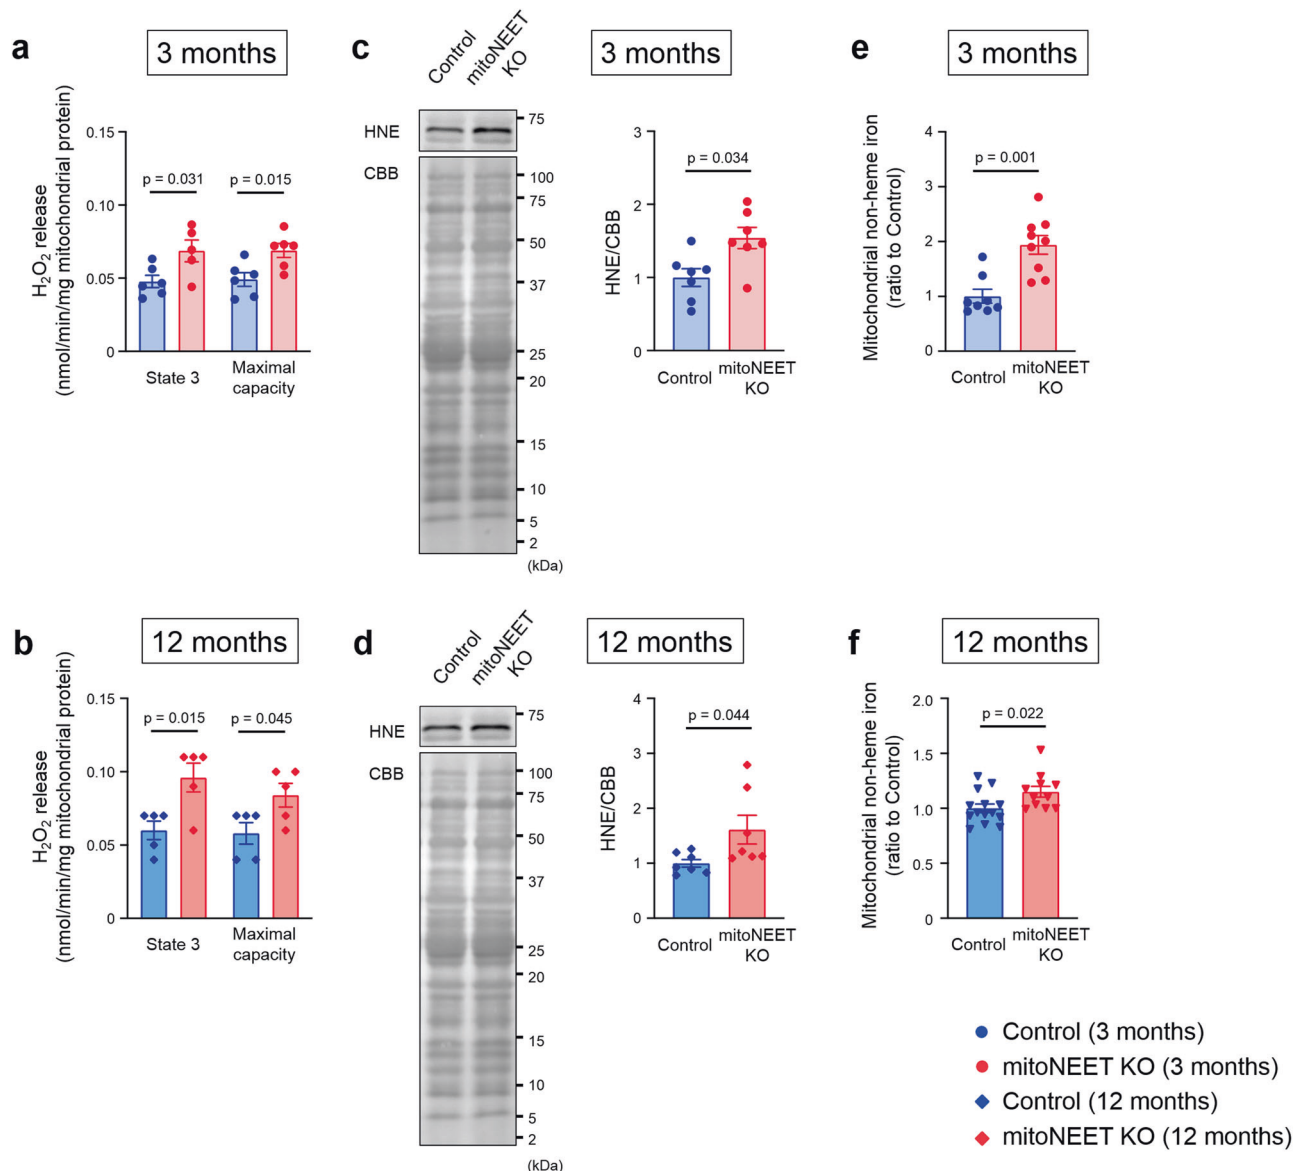 a
3 months
H2O2 release
(nmol/min/mg mitochondrial protein)
0.15
0.10
0.05
0
p = 0.031
p = 0.015
State 3
Maximal
capacity
c
Control
mitoNEET
KO
HNE
75
CBB
100
75
50
37
25
20
15
10
5
2
(kDa)
3 months
HNE/CBB
3
2
1
0
p = 0.034
Control
mitoNEET
KO
e
3 months
Mitochondrial non-heme iron
(ratio to Control)
4
3
2
1
0
p = 0.001
Control
mitoNEET
KO
b
12 months
H2O2 release
(nmol/min/mg mitochondrial protein)
0.15
0.10
0.05
0
p = 0.015
p = 0.045
State 3
Maximal
capacity
d
Control
mitoNEET
KO
HNE
75
CBB
100
75
50
37
25
20
15
10
5
2
(kDa)
12 months
HNE/CBB
4
3
2
1
0
p = 0.044
Control
mitoNEET
KO
f
12 months
Mitochondrial non-heme iron
(ratio to Control)
2.0
1.5
1.0
0.5
0
p = 0.022
Control
mitoNEET
KO
Control (3 months)
mitoNEET KO (3 months)
Control (12 months)
mitoNEET KO (12 months)